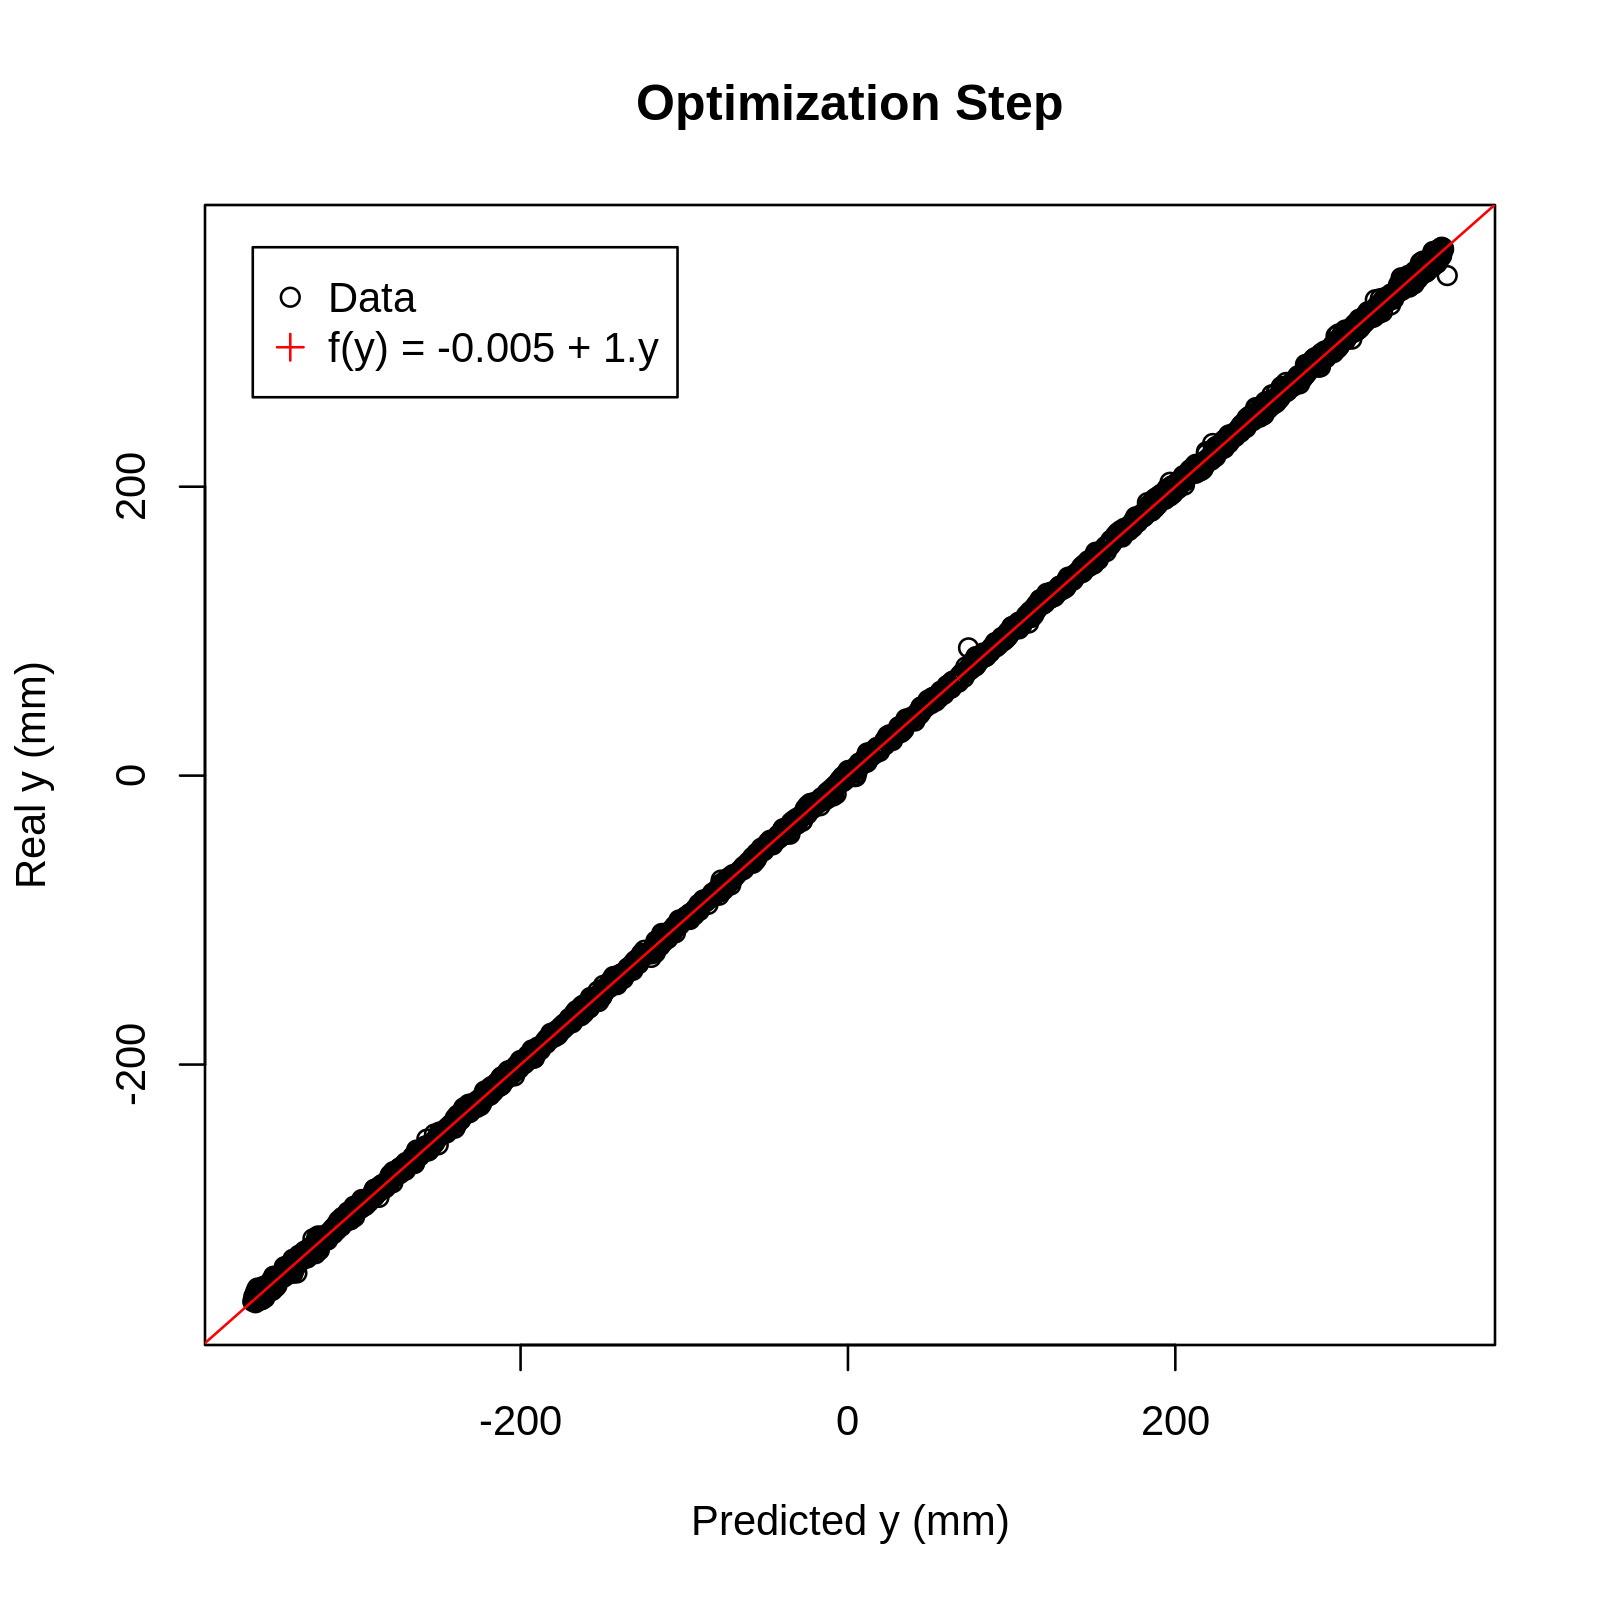 Optimization Step
Data
f(y) = -0.005 + 1.y
Real y (mm)
200
0
-200
-200
0
200
Predicted y (mm)